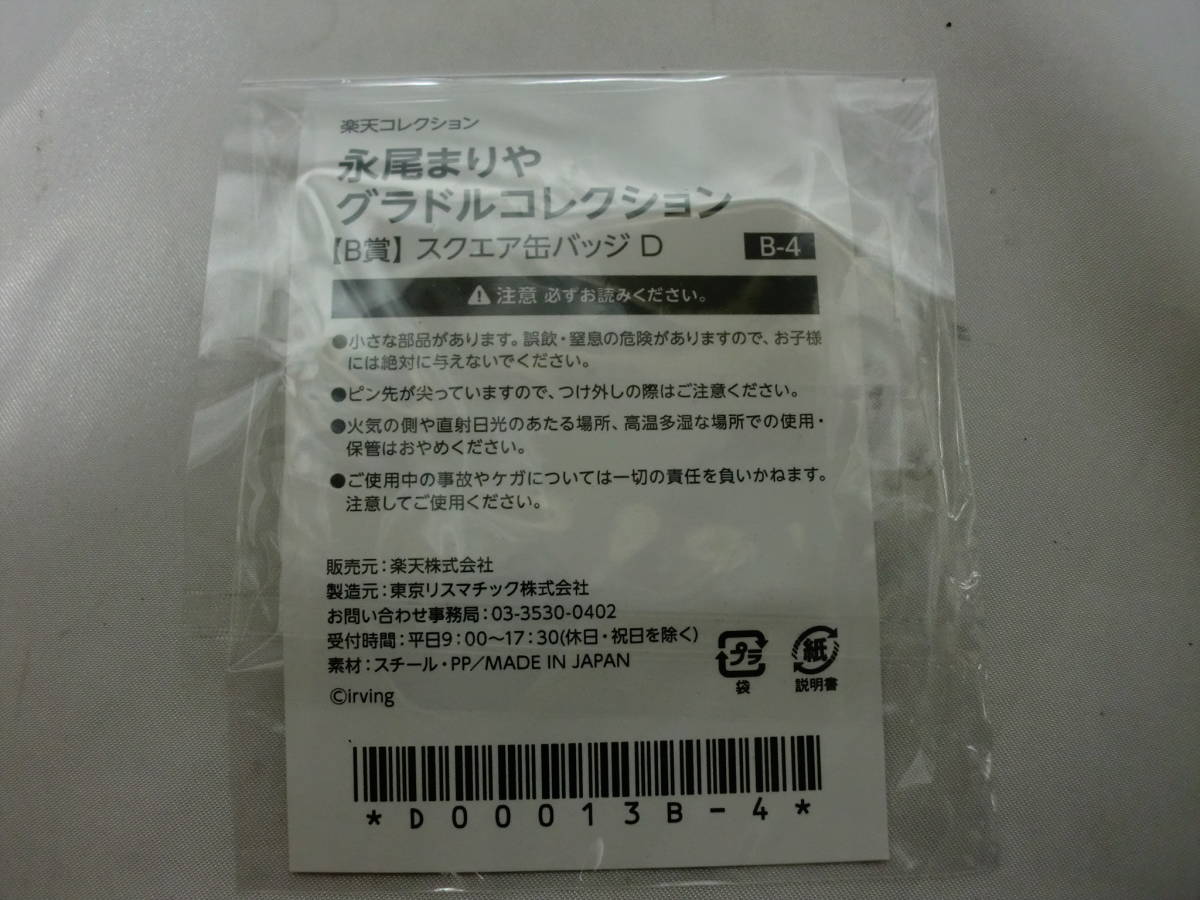 楽天コレクション
永尾まりや
グラドルコレクション
【B賞】スクエア缶バッジ D B-4
注意 必ずお読みください。
●小さな部品があります。誤飲・窒息の危険がありますので、お子様
には絶対に与えないでください。
●ピン先が尖っていますので、つけ外しの際はご注意ください。
●火気の側や直射日光のあたる場所、高温多湿な場所での使用・
保管はおやめください。
●ご使用中の事故やケガについては一切の責任を負いかねます。
注意してご使用ください。
販売元：楽天株式会社
製造元：東京リスマチック株式会社
お問い合わせ事務局：03-3530-0402
受付時間：平日9：00〜17：30(休日・祝日を除く)
素材：スチール・PP／MADE IN JAPAN
プラ 紙
袋 説明書
©irving
*D00013B-4*